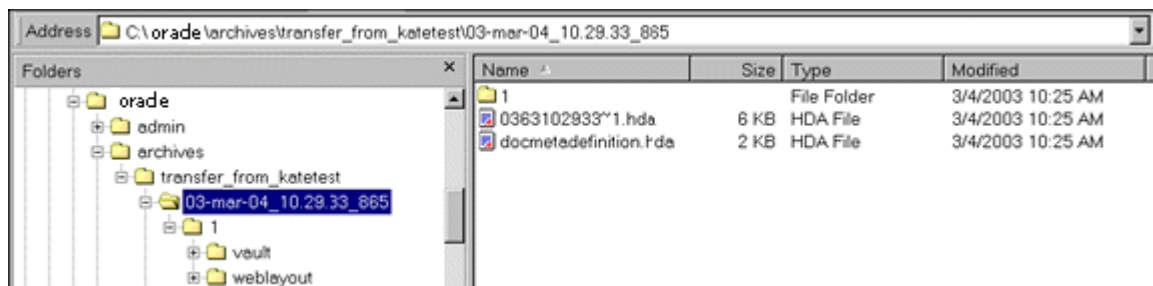 Address C:\oracle\archives\transfer_from_katetest\03-mar-04_10.29.33_865
Folders ×
Name Size Type Modified
oracle
admin
archives
transfer_from_katetest
03-mar-04_10.29.33_865
1
vault
weblayout
1 File Folder 3/4/2003 10:25 AM
0363102933~1.hda 6 KB HDA File 3/4/2003 10:25 AM
docmetadefinition.hda 2 KB HDA File 3/4/2003 10:25 AM